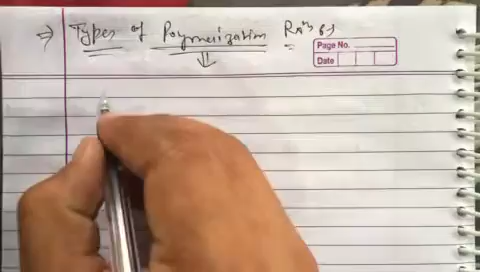 ⇒ Types of Polymerization Rxns
Page No.
Date